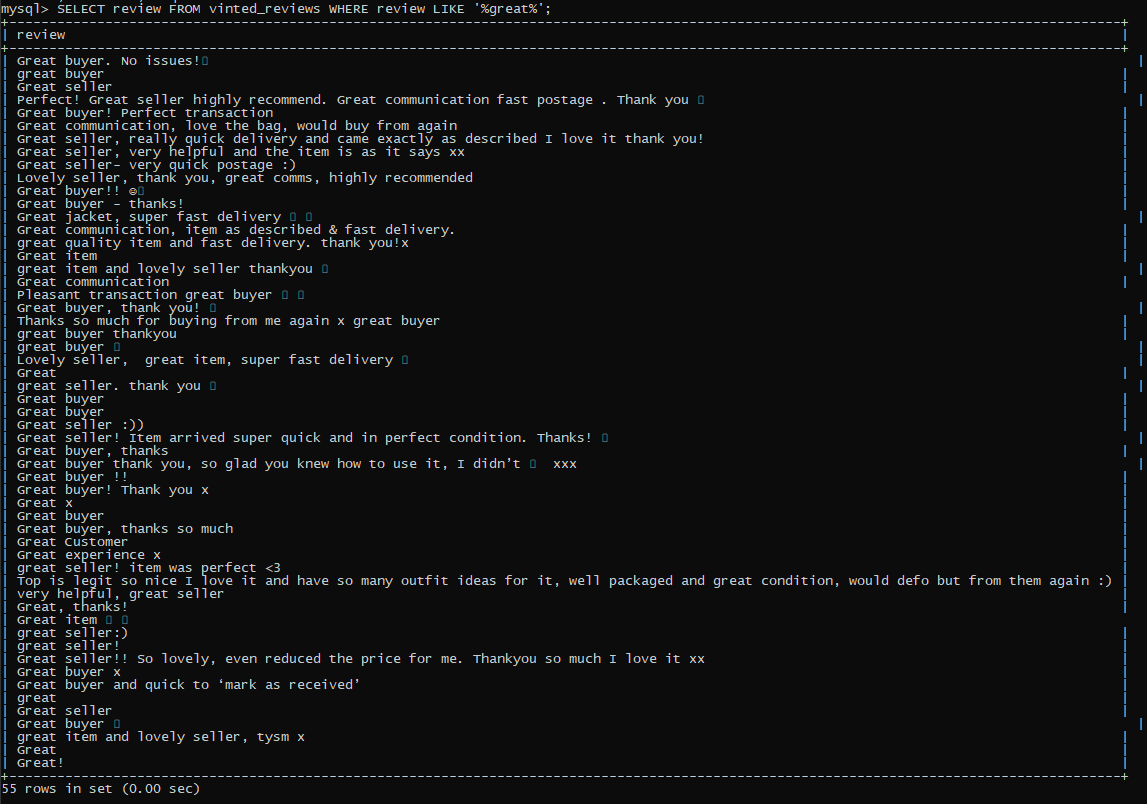 mysql> SELECT review FROM vinted_reviews WHERE review LIKE '%great%';
| review |
| Great buyer. No issues! |
| great buyer |
| Great seller |
| Perfect! Great seller highly recommend. Great communication fast postage . Thank you |
| Great buyer! Perfect transaction |
| Great communication, love the bag, would buy from again |
| Great seller, really quick delivery and came exactly as described I love it thank you! |
| Great seller, very helpful and the item is as it says xx |
| Great seller- very quick postage :) |
| Lovely seller, thank you, great comms, highly recommended |
| Great buyer!! ☺ |
| Great buyer - thanks! |
| Great jacket, super fast delivery |
| Great communication, item as described & fast delivery. |
| great quality item and fast delivery. thank you!x |
| Great item |
| great item and lovely seller thankyou |
| Great communication |
| Pleasant transaction great buyer |
| Great buyer, thank you! |
| Thanks so much for buying from me again x great buyer |
| great buyer thankyou |
| great buyer |
| Lovely seller,  great item, super fast delivery |
| Great |
| great seller. thank you |
| Great buyer |
| Great buyer |
| Great seller :)) |
| Great seller! Item arrived super quick and in perfect condition. Thanks! |
| Great buyer, thanks |
| Great buyer thank you, so glad you knew how to use it, I didn’t  xxx |
| Great buyer !! |
| Great buyer! Thank you x |
| Great x |
| Great buyer |
| Great buyer, thanks so much |
| Great Customer |
| Great experience x |
| great seller! item was perfect <3 |
| Top is legit so nice I love it and have so many outfit ideas for it, well packaged and great condition, would defo but from them again :) |
| very helpful, great seller |
| Great, thanks! |
| Great item |
| great seller:) |
| great seller! |
| Great seller!! So lovely, even reduced the price for me. Thankyou so much I love it xx |
| Great buyer x |
| Great buyer and quick to ‘mark as received’ |
| great |
| Great seller |
| Great buyer |
| great item and lovely seller, tysm x |
| Great |
| Great! |
55 rows in set (0.00 sec)